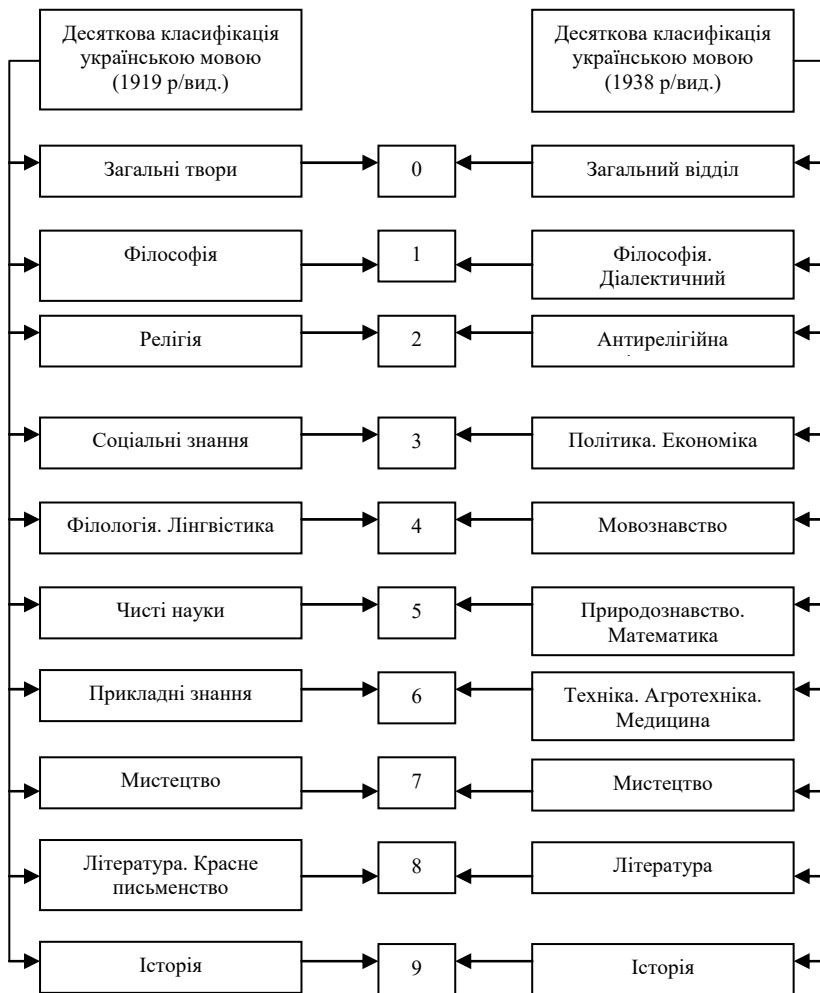 Десяткова класифікація
українською мовою
(1919 р/вид.)
Десяткова класифікація
українською мовою
(1938 р/вид.)
Загальні твори
0
Загальний відділ
Філософія
1
Філософія.
Діалектичний
Релігія
2
Антирелігійна
Соціальні знання
3
Політика. Економіка
Філологія. Лінгвістика
4
Мовознавство
Чисті науки
5
Природознавство.
Математика
Прикладні знання
6
Техніка. Агротехніка.
Медицина
Мистецтво
7
Мистецтво
Література. Красне
письменство
8
Література
Історія
9
Історія